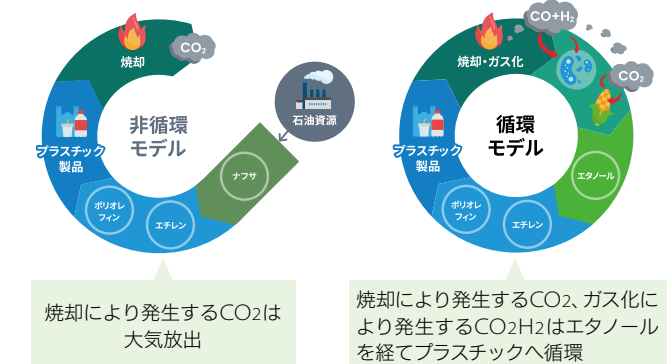 焼却
CO₂
非循環
モデル
石油資源
プラスチック
製品
ナフサ
ポリオレ
フィン
エチレン
焼却により発生するCO2は
大気放出
CO+H₂
焼却・ガス化
CO₂
循環
モデル
プラスチック
製品
エタノール
ポリオレ
フィン
エチレン
焼却により発生するCO2、ガス化に
より発生するCO2H2はエタノール
を経てプラスチックへ循環